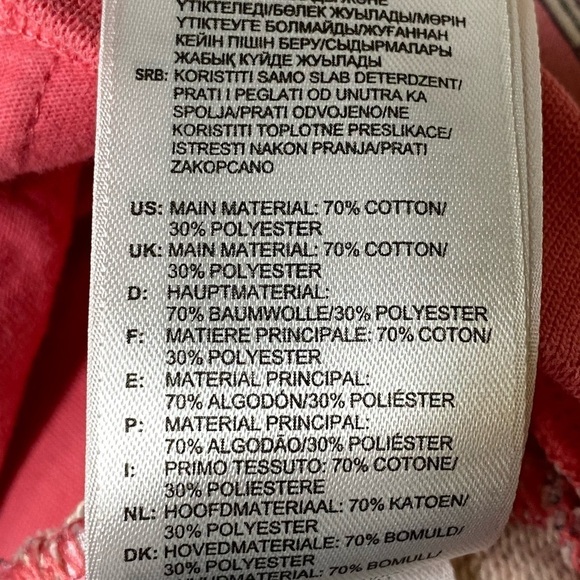 ҮТІКТЕЛЕДІ/БӨЛЕК ЖУЫЛАДЫ/МӨРІН
ҮТІКТЕУГЕ БОЛМАЙДЫ/ЖУҒАННАН
КЕЙІН ПІШІН БЕРУ/СЫДЫРМАЛАРЫ
ЖАБЫҚ КҮЙДЕ ЖУЫЛАДЫ
SRB: KORISTITI SAMO SLAB DETERDZENT/
PRATI I PEGLATI OD UNUTRA KA
SPOLJA/PRATI ODVOJENO/NE
KORISTITI TOPLOTNE PRESLIKACE/
ISTRESTI NAKON PRANJA/PRATI
ZAKOPCANO
US: MAIN MATERIAL: 70% COTTON/
30% POLYESTER
UK: MAIN MATERIAL: 70% COTTON/
30% POLYESTER
D: HAUPTMATERIAL:
70% BAUMWOLLE/30% POLYESTER
F: MATIERE PRINCIPALE: 70% COTON/
30% POLYESTER
E: MATERIAL PRINCIPAL:
70% ALGODÓN/30% POLIÉSTER
P: MATERIAL PRINCIPAL:
70% ALGODÃO/30% POLIÉSTER
I: PRIMO TESSUTO: 70% COTONE/
30% POLIESTERE
NL: HOOFDMATERIAAL: 70% KATOEN/
30% POLYESTER
DK: HOVEDMATERIALE: 70% BOMULD/
30% POLYESTER
70% BOMULL/